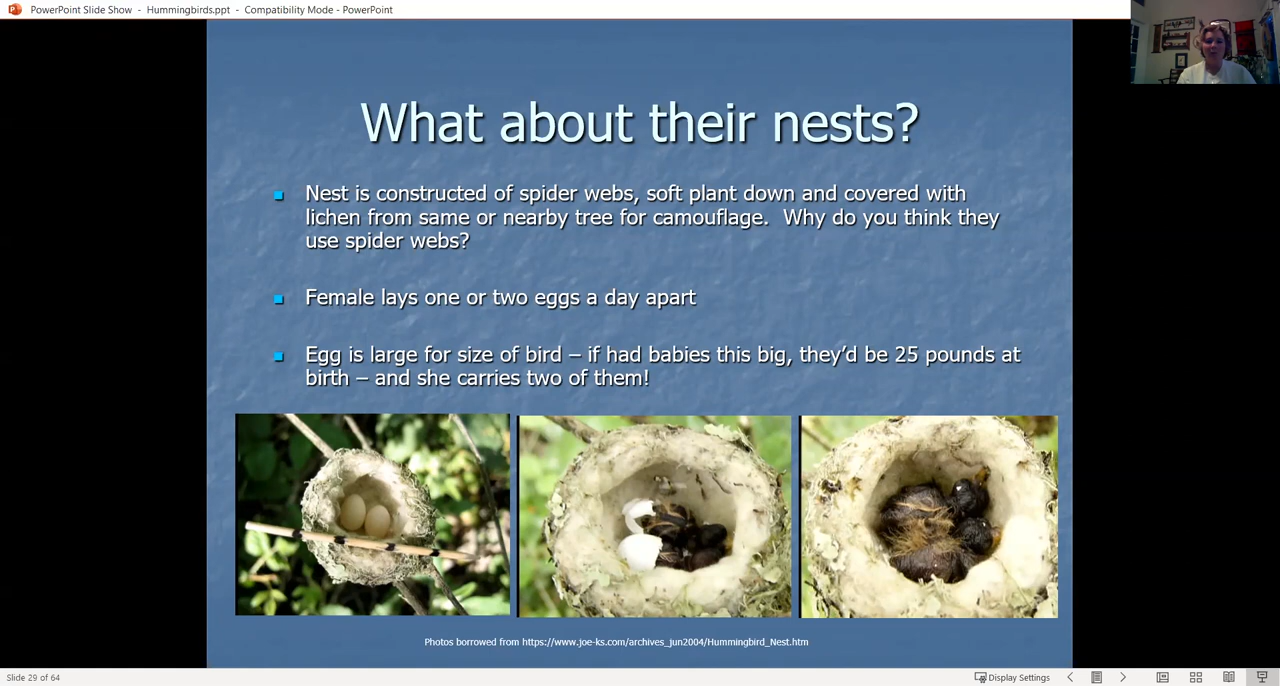 PowerPoint Slide Show - Hummingbirds.ppt - Compatibility Mode - PowerPoint
What about their nests?
Nest is constructed of spider webs, soft plant down and covered with
lichen from same or nearby tree for camouflage.  Why do you think they
use spider webs?
Female lays one or two eggs a day apart
Egg is large for size of bird – if had babies this big, they’d be 25 pounds at
birth – and she carries two of them!
Photos borrowed from https://www.joe-ks.com/archives_jun2004/Hummingbird_Nest.htm
Slide 29 of 64
Display Settings